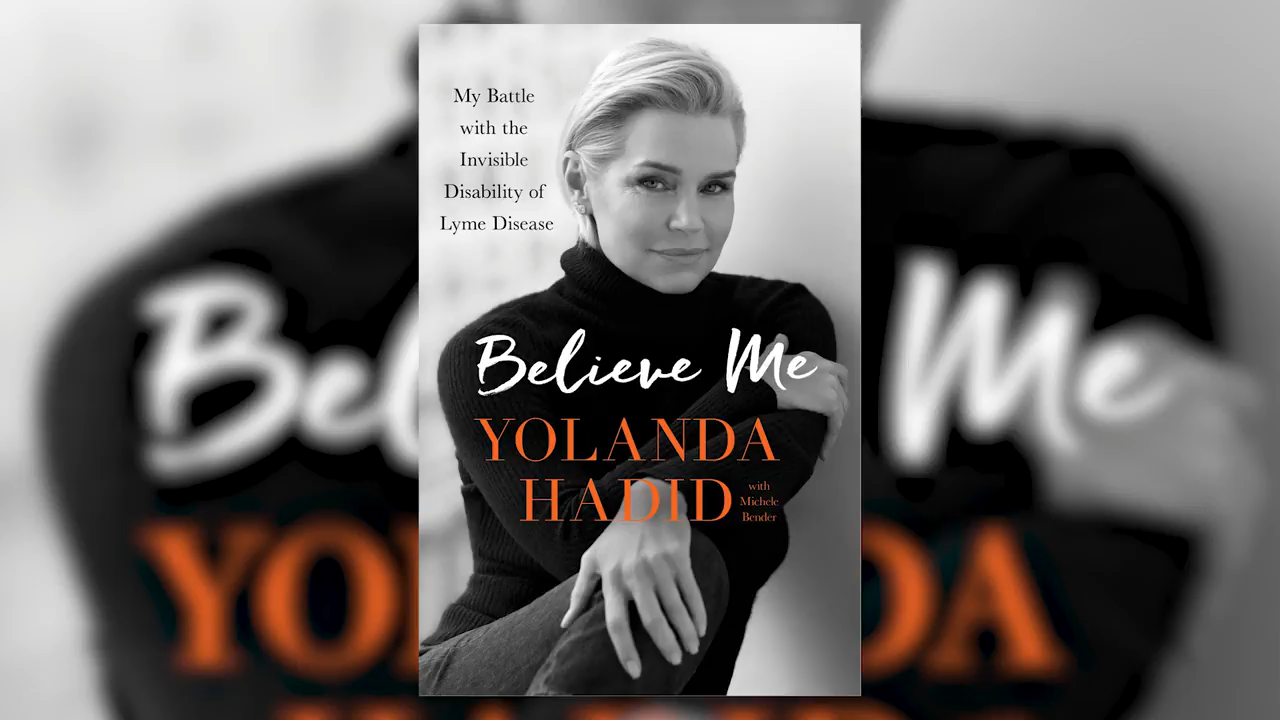 My Battle
with the
Invisible
Disability of
Lyme Disease
Believe Me
YOLANDA
HADID
with
Michele
Bender